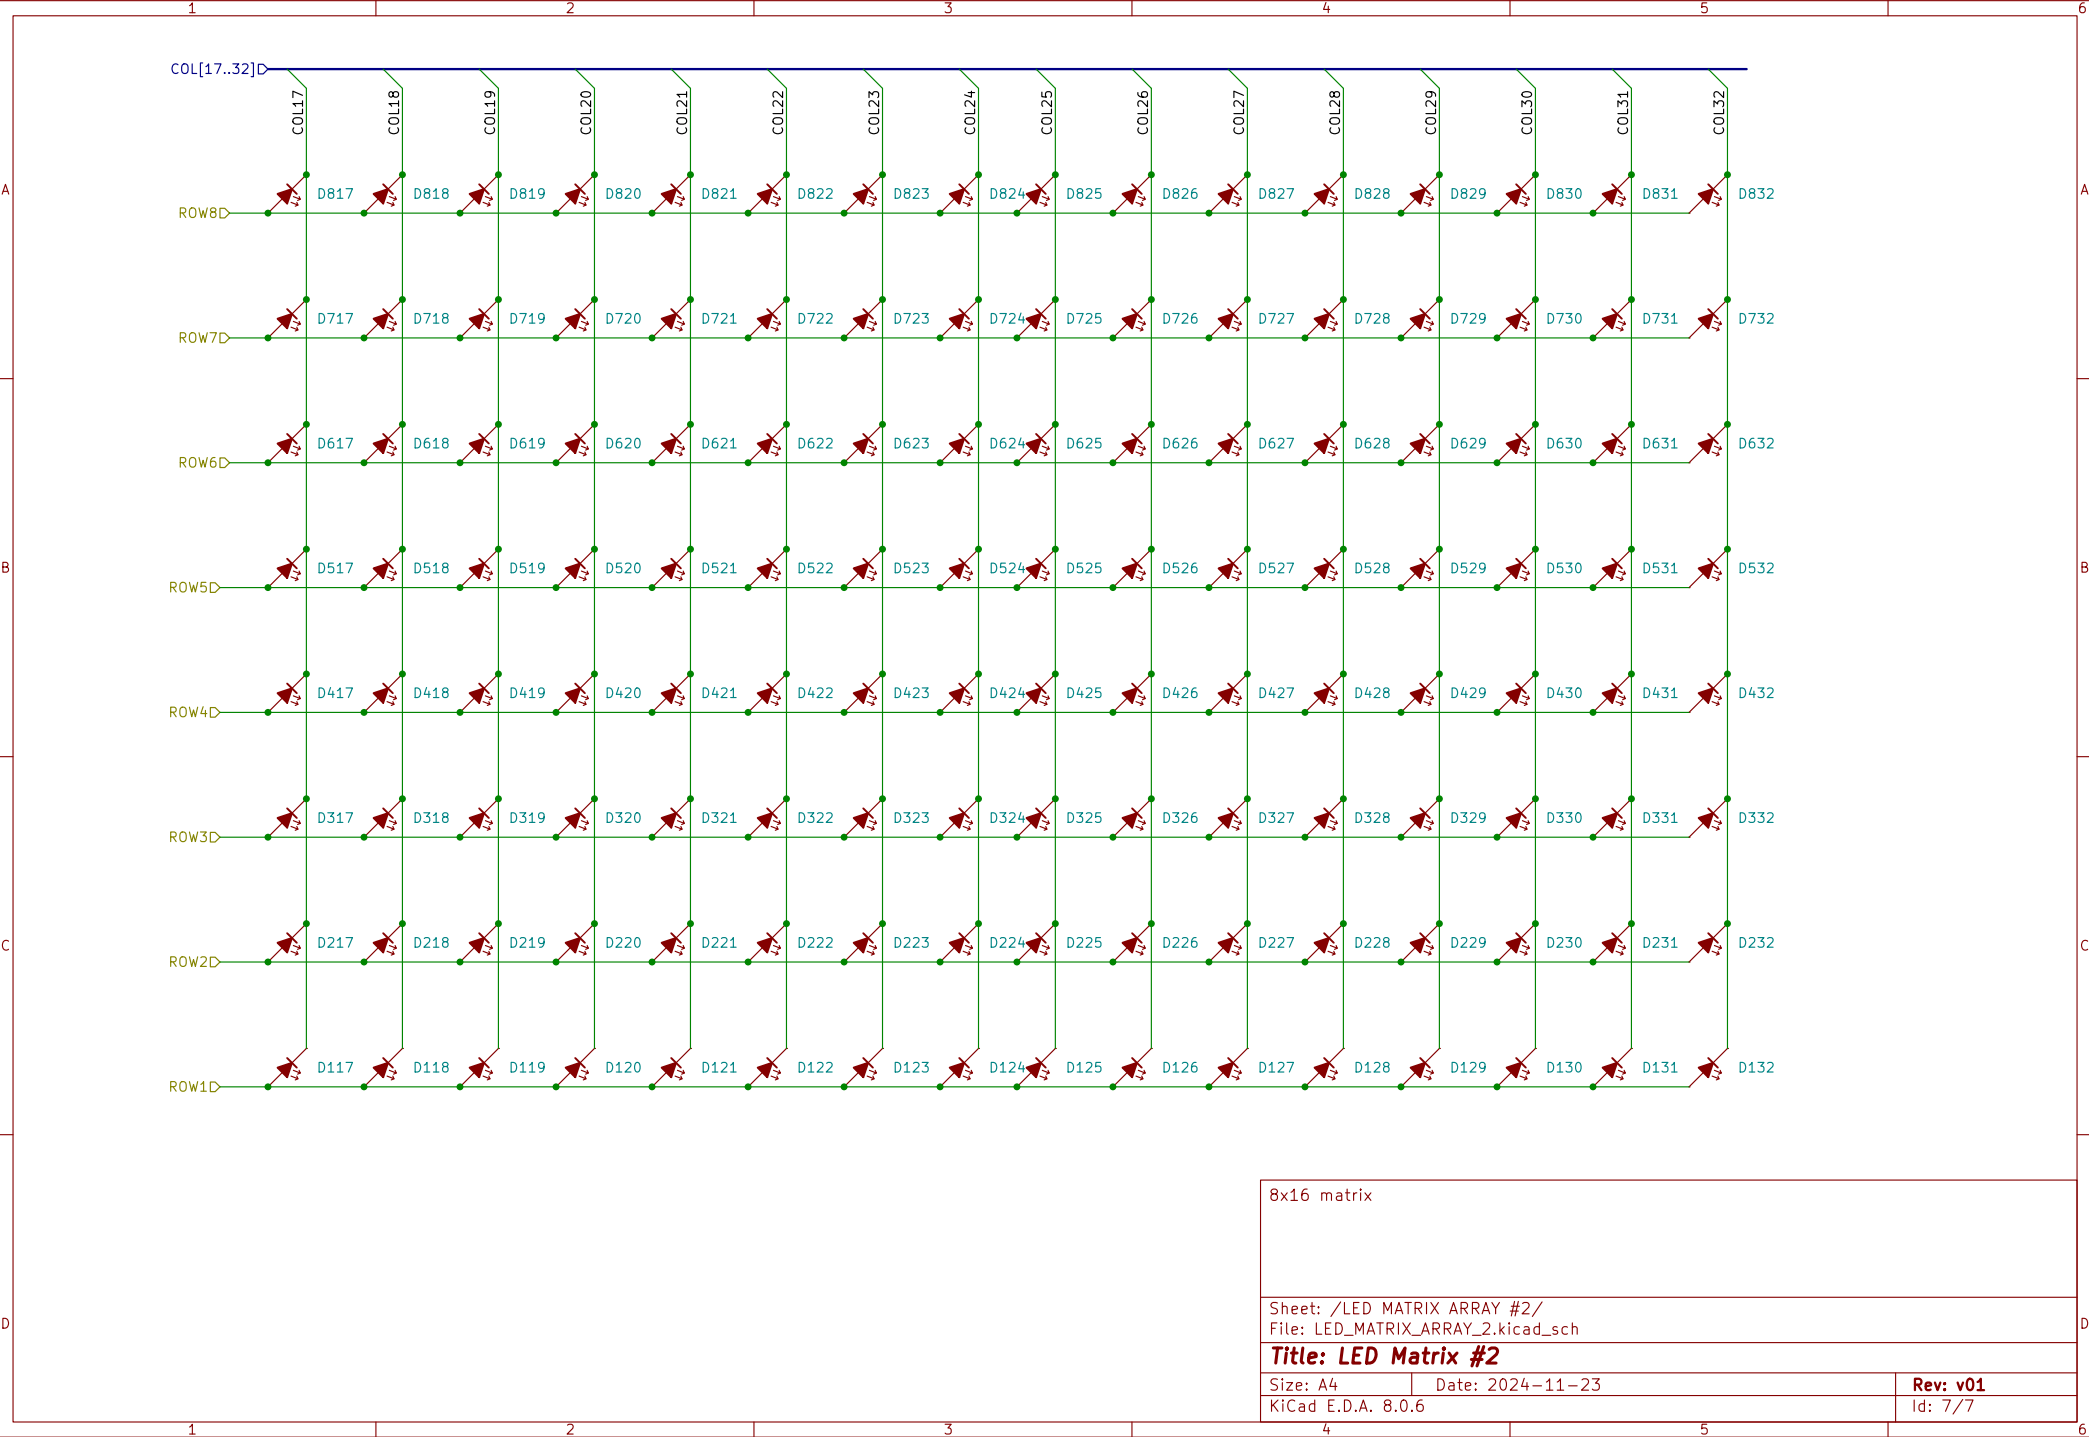 1 2 3 4 5 6
COL[17..32]
COL17 COL18 COL19 COL20 COL21 COL22 COL23 COL24 COL25 COL26 COL27 COL28 COL29 COL30 COL31 COL32
A A
D817 D818 D819 D820 D821 D822 D823 D824 D825 D826 D827 D828 D829 D830 D831 D832
ROW8
D717 D718 D719 D720 D721 D722 D723 D724 D725 D726 D727 D728 D729 D730 D731 D732
ROW7
D617 D618 D619 D620 D621 D622 D623 D624 D625 D626 D627 D628 D629 D630 D631 D632
ROW6
B B
D517 D518 D519 D520 D521 D522 D523 D524 D525 D526 D527 D528 D529 D530 D531 D532
ROW5
D417 D418 D419 D420 D421 D422 D423 D424 D425 D426 D427 D428 D429 D430 D431 D432
ROW4
D317 D318 D319 D320 D321 D322 D323 D324 D325 D326 D327 D328 D329 D330 D331 D332
ROW3
C C
D217 D218 D219 D220 D221 D222 D223 D224 D225 D226 D227 D228 D229 D230 D231 D232
ROW2
D117 D118 D119 D120 D121 D122 D123 D124 D125 D126 D127 D128 D129 D130 D131 D132
ROW1
8x16 matrix
Sheet: /LED MATRIX ARRAY #2/
D D
File: LED_MATRIX_ARRAY_2.kicad_sch
Title: LED Matrix #2
Size: A4 Date: 2024-11-23 Rev: v01
KiCad E.D.A. 8.0.6 Id: 7/7
1 2 3 4 5 6